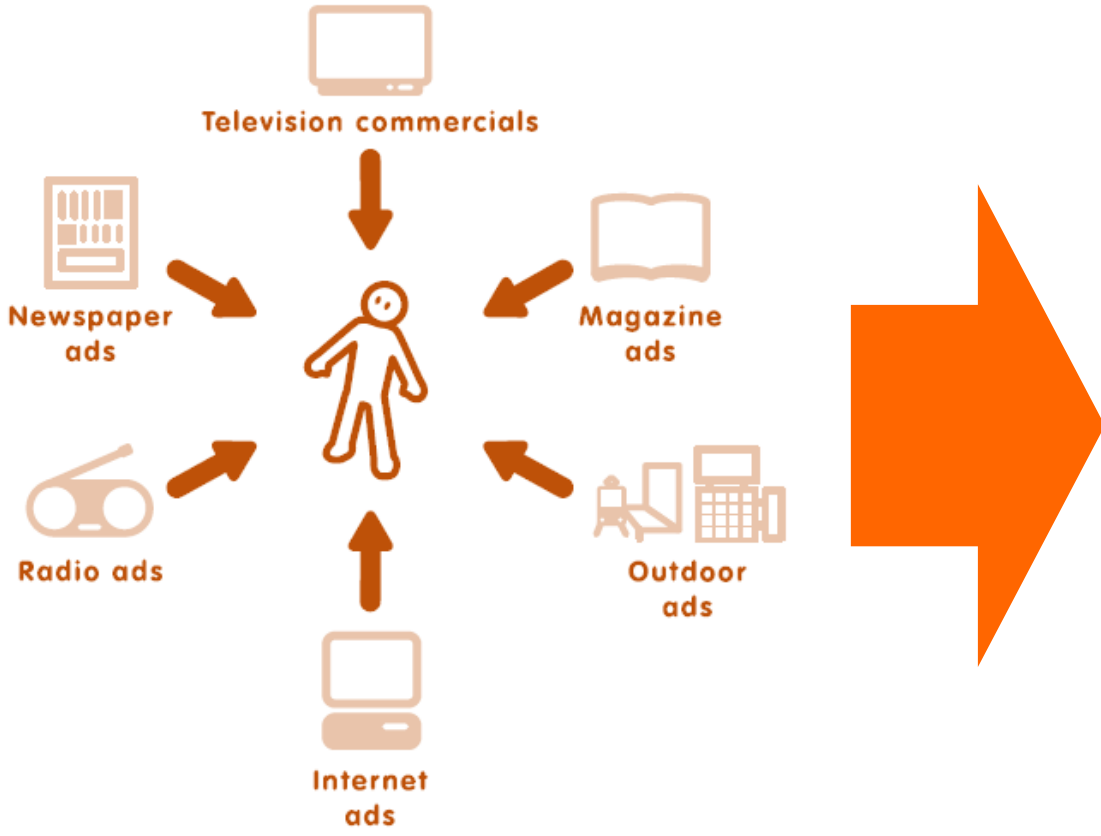 Television commercials
Newspaper
ads
Magazine
ads
Radio ads
Outdoor
ads
Internet
ads